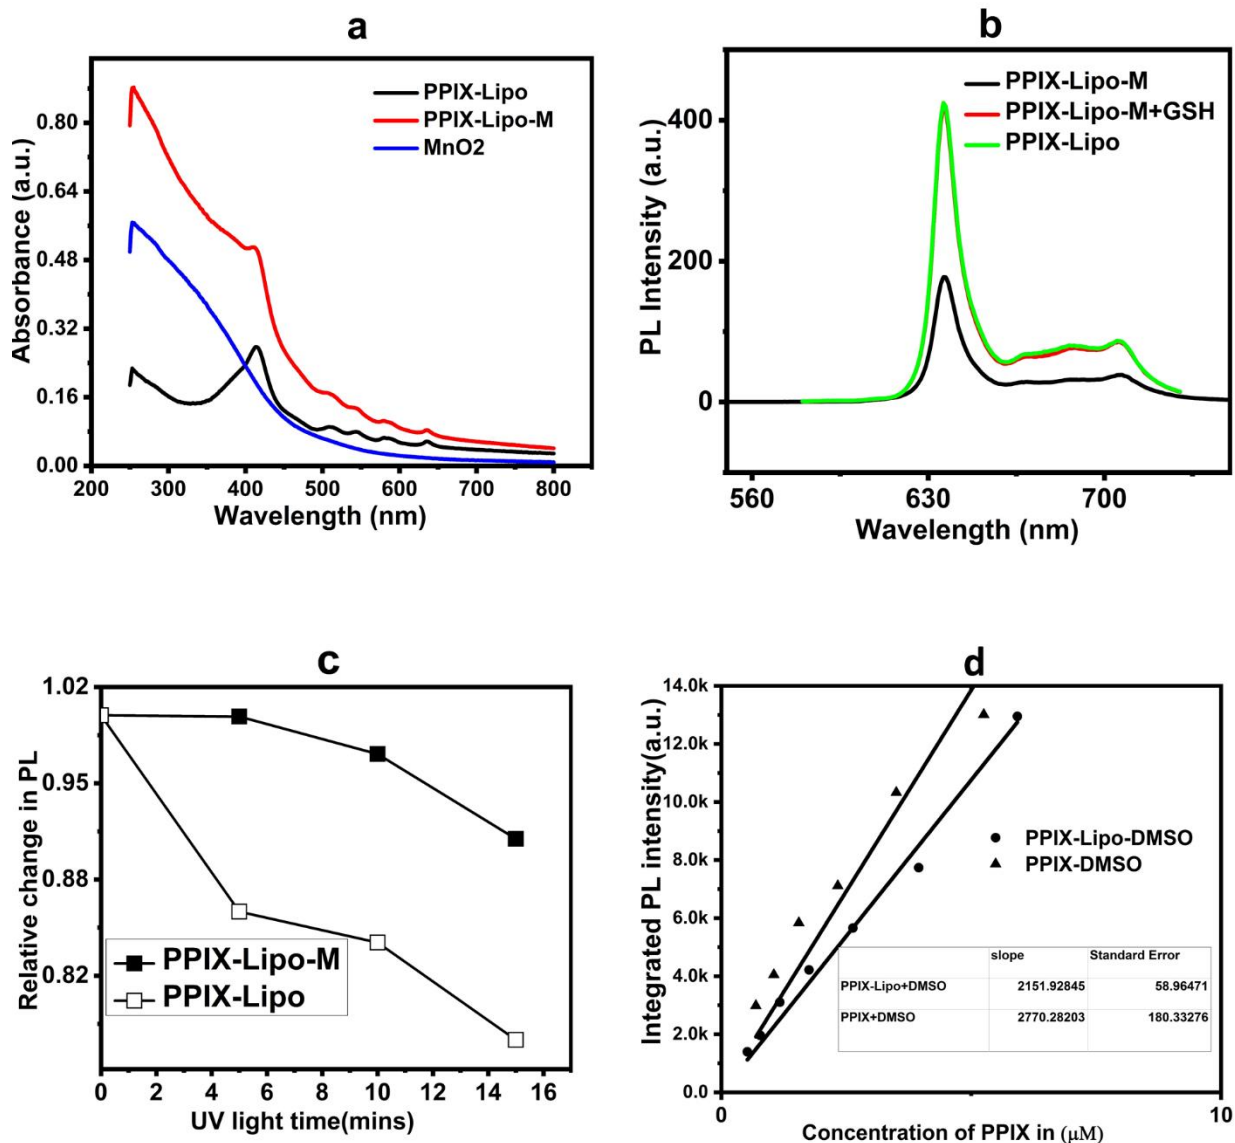 a
Absorbance (a.u.)
0.80
0.64
0.48
0.32
0.16
0.00
200 300 400 500 600 700 800
Wavelength (nm)
PPIX-Lipo
PPIX-Lipo-M
MnO2
b
PL Intensity (a.u.)
400
200
0
560 630 700
Wavelength (nm)
PPIX-Lipo-M
PPIX-Lipo-M+GSH
PPIX-Lipo
c
Relative change in PL
1.02
0.95
0.88
0.82
0 2 4 6 8 10 12 14 16
UV light time(mins)
PPIX-Lipo-M
PPIX-Lipo
d
Integrated PL intensity(a.u.)
14.0k
12.0k
10.0k
8.0k
6.0k
4.0k
2.0k
0.0
0 10
Concentration of PPIX in (μM)
PPIX-Lipo-DMSO
PPIX-DMSO
slope Standard Error
PPIX-Lipo+DMSO 2151.92845 58.96471
PPIX+DMSO 2770.28203 180.33276